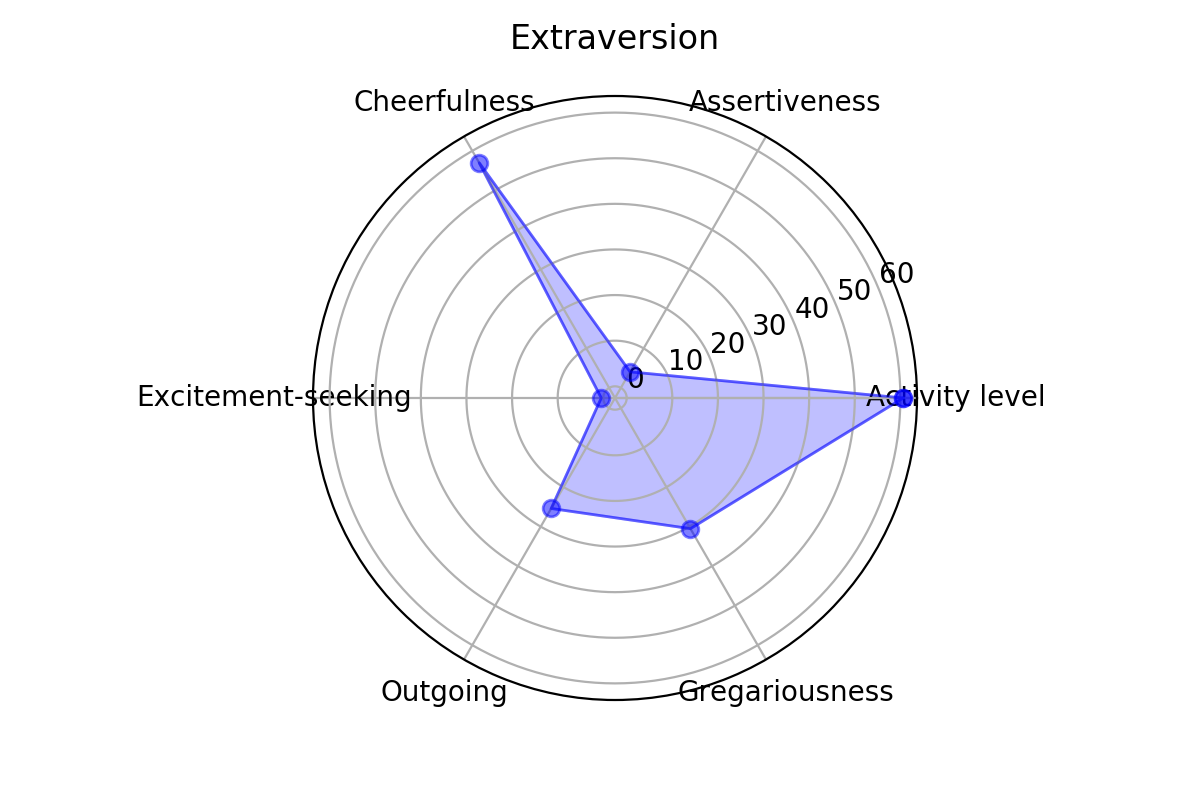 Extraversion
Cheerfulness
Assertiveness
60
50
40
30
20
10
0
Excitement-seeking
Activity level
Outgoing
Gregariousness